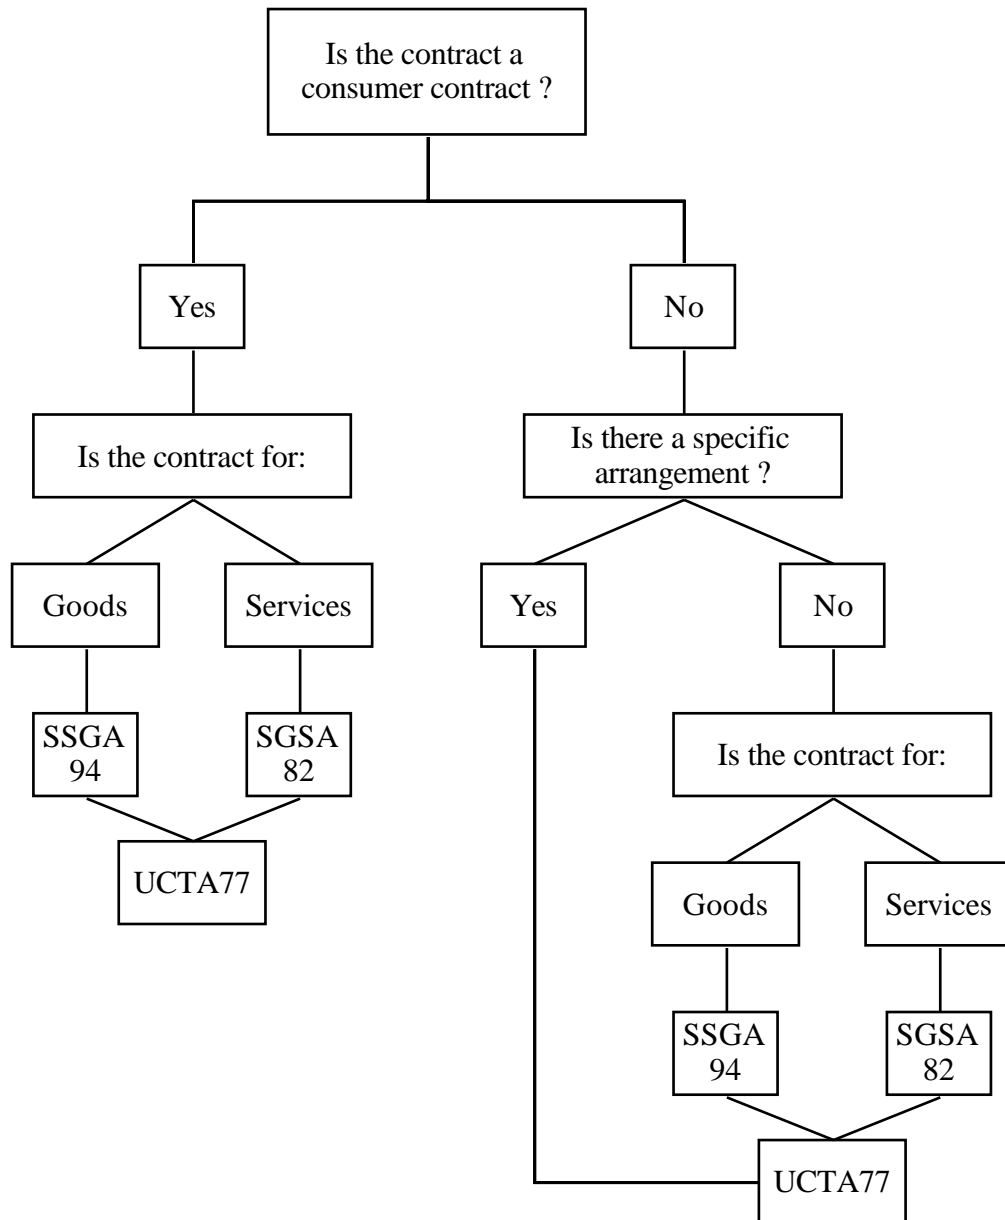 Is the contract a
consumer contract ?
Yes
No
Is the contract for:
Is there a specific
arrangement ?
Goods
Services
Yes
No
SSGA
94
SGSA
82
Is the contract for:
UCTA77
Goods
Services
SSGA
94
SGSA
82
UCTA77